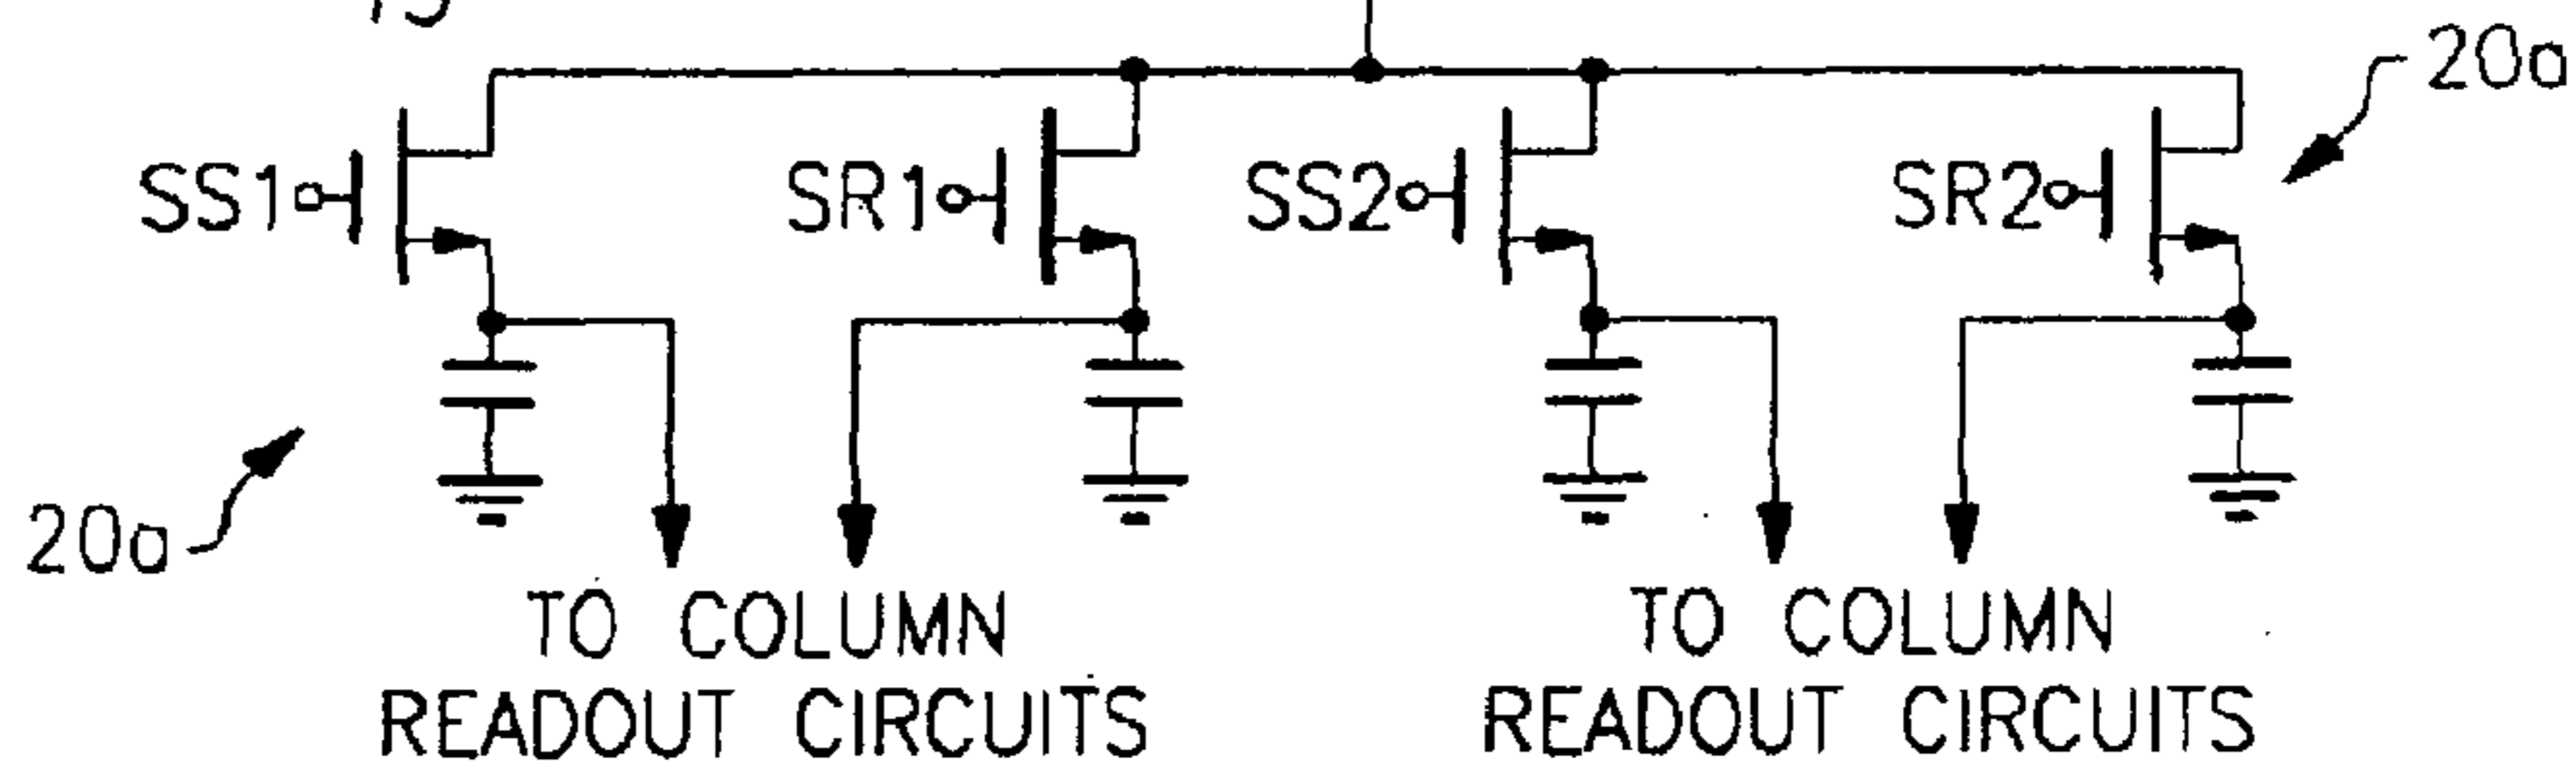 20a
SS1
SR1
SS2
SR2
20a
TO COLUMN
READOUT CIRCUITS
TO COLUMN
READOUT CIRCUITS